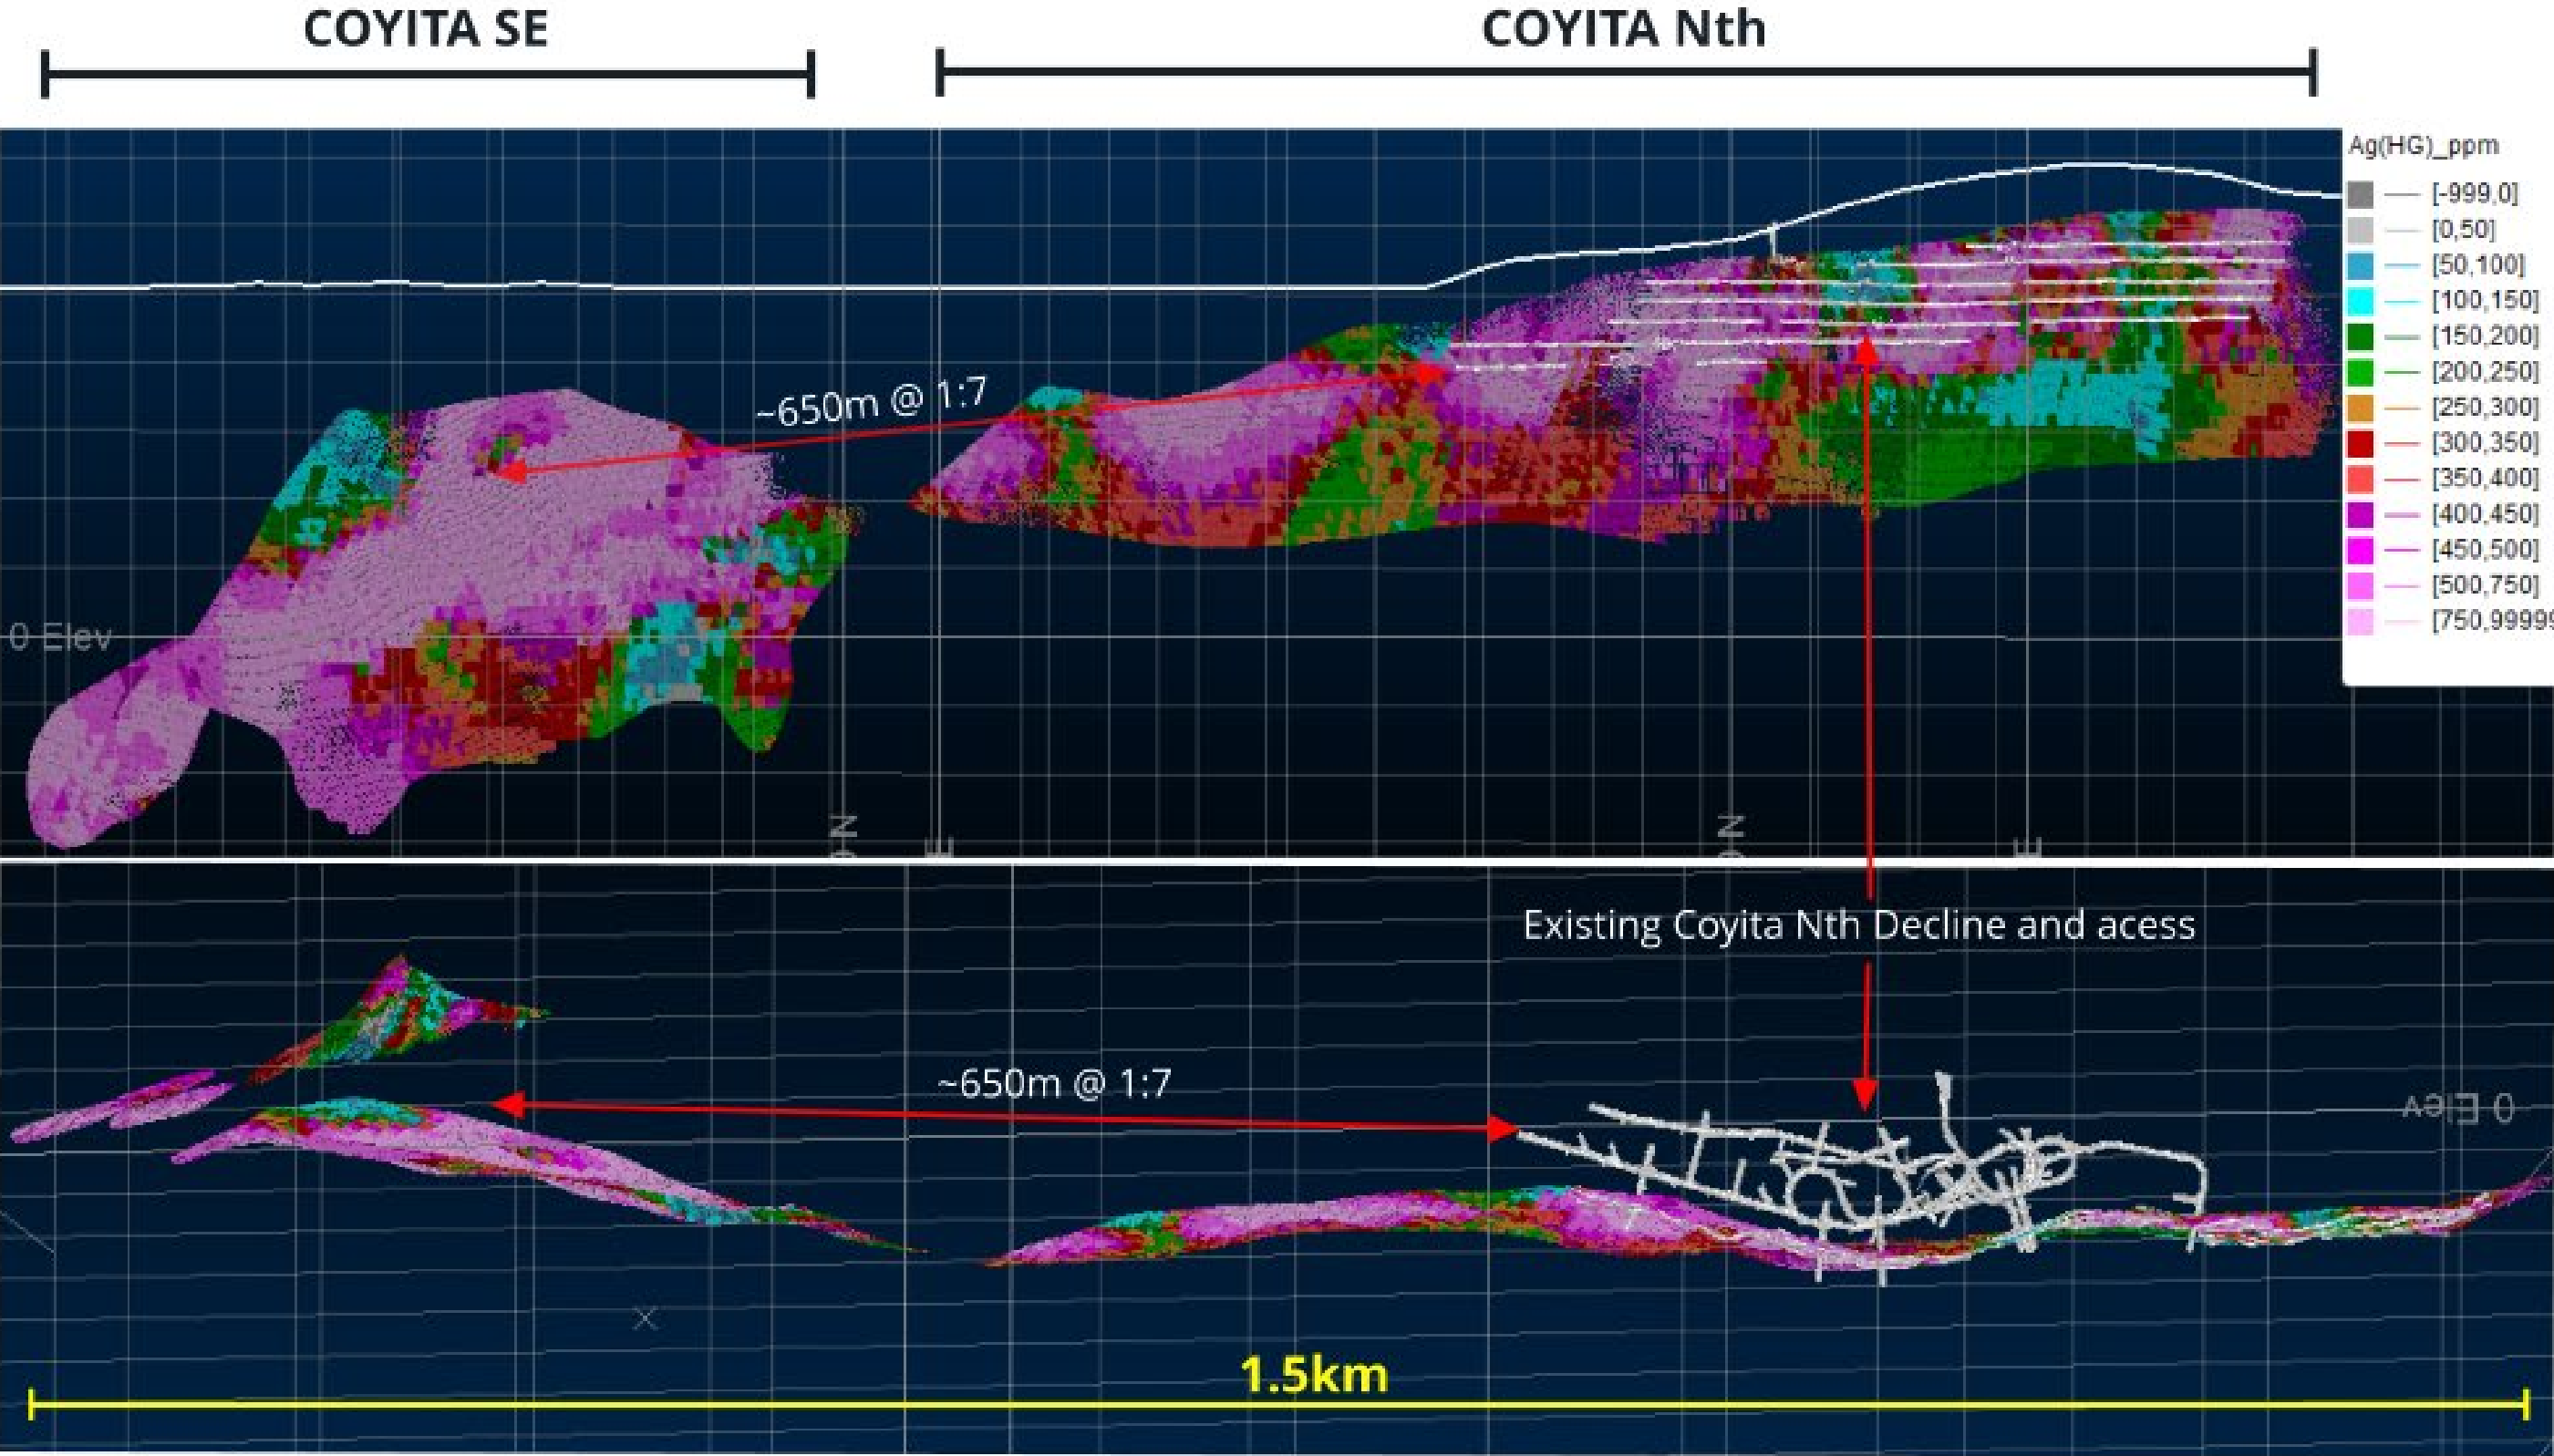 COYITA SE
COYITA Nth
Ag(HG)_ppm
[-999,0]
[0,50]
[50,100]
[100,150]
[150,200]
[200,250]
[250,300]
[300,350]
[350,400]
[400,450]
[450,500]
[500,750]
[750,99999
~650m @ 1:7
0 Elev
N
E
N
E
Existing Coyita Nth Decline and acess
~650m @ 1:7
0 Elev
1.5km